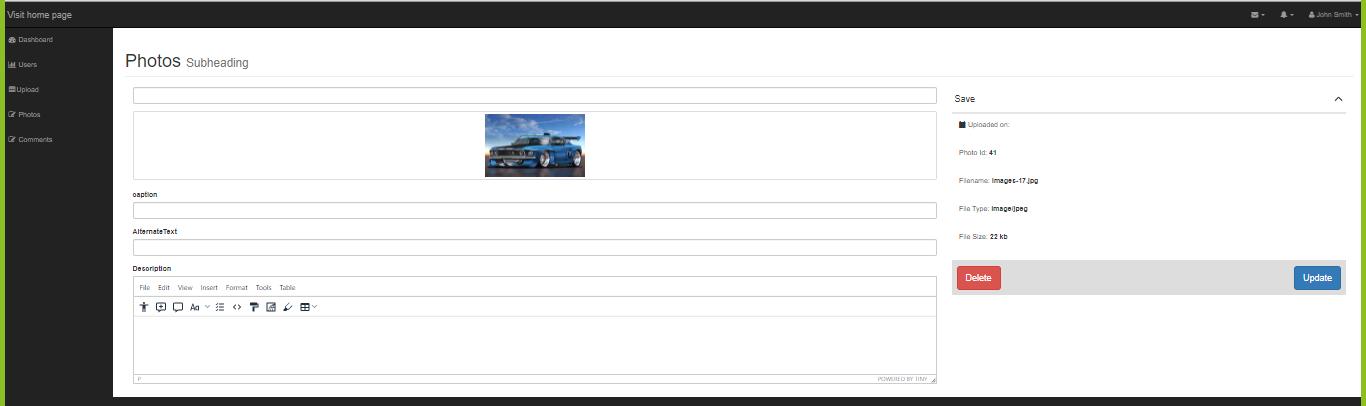 Visit home page
John Smith
Dashboard
Users
Upload
Photos
Comments
Photos Subheading
caption
AlternateText
Description
File Edit View Insert Format Tools Table
Aa
P
POWERED BY TINY
Save
Uploaded on:
Photo Id: 41
Filename: images-17.jpg
File Type: image/jpeg
File Size: 22 kb
Delete
Update